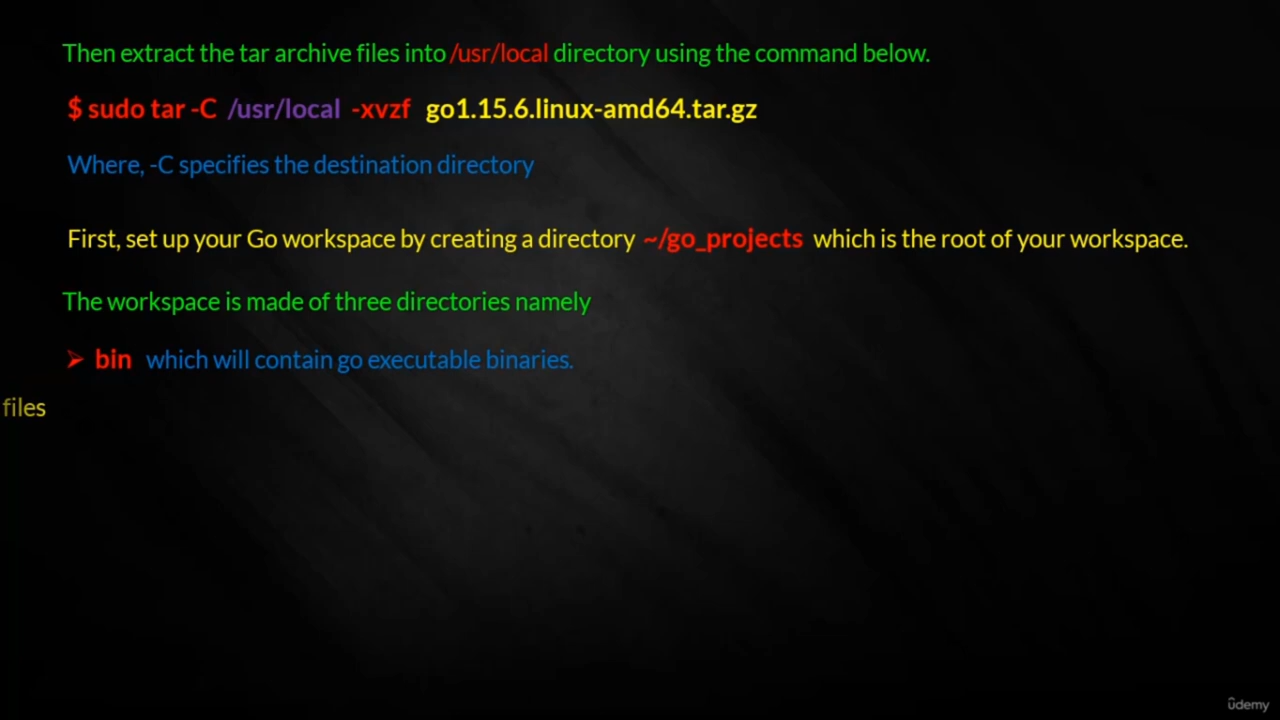 Then extract the tar archive files into /usr/local directory using the command below.
$ sudo tar -C /usr/local -xvzf go1.15.6.linux-amd64.tar.gz
Where, -C specifies the destination directory
First, set up your Go workspace by creating a directory ~/go_projects which is the root of your workspace.
The workspace is made of three directories namely
➢ bin which will contain go executable binaries.
files
ûdemy